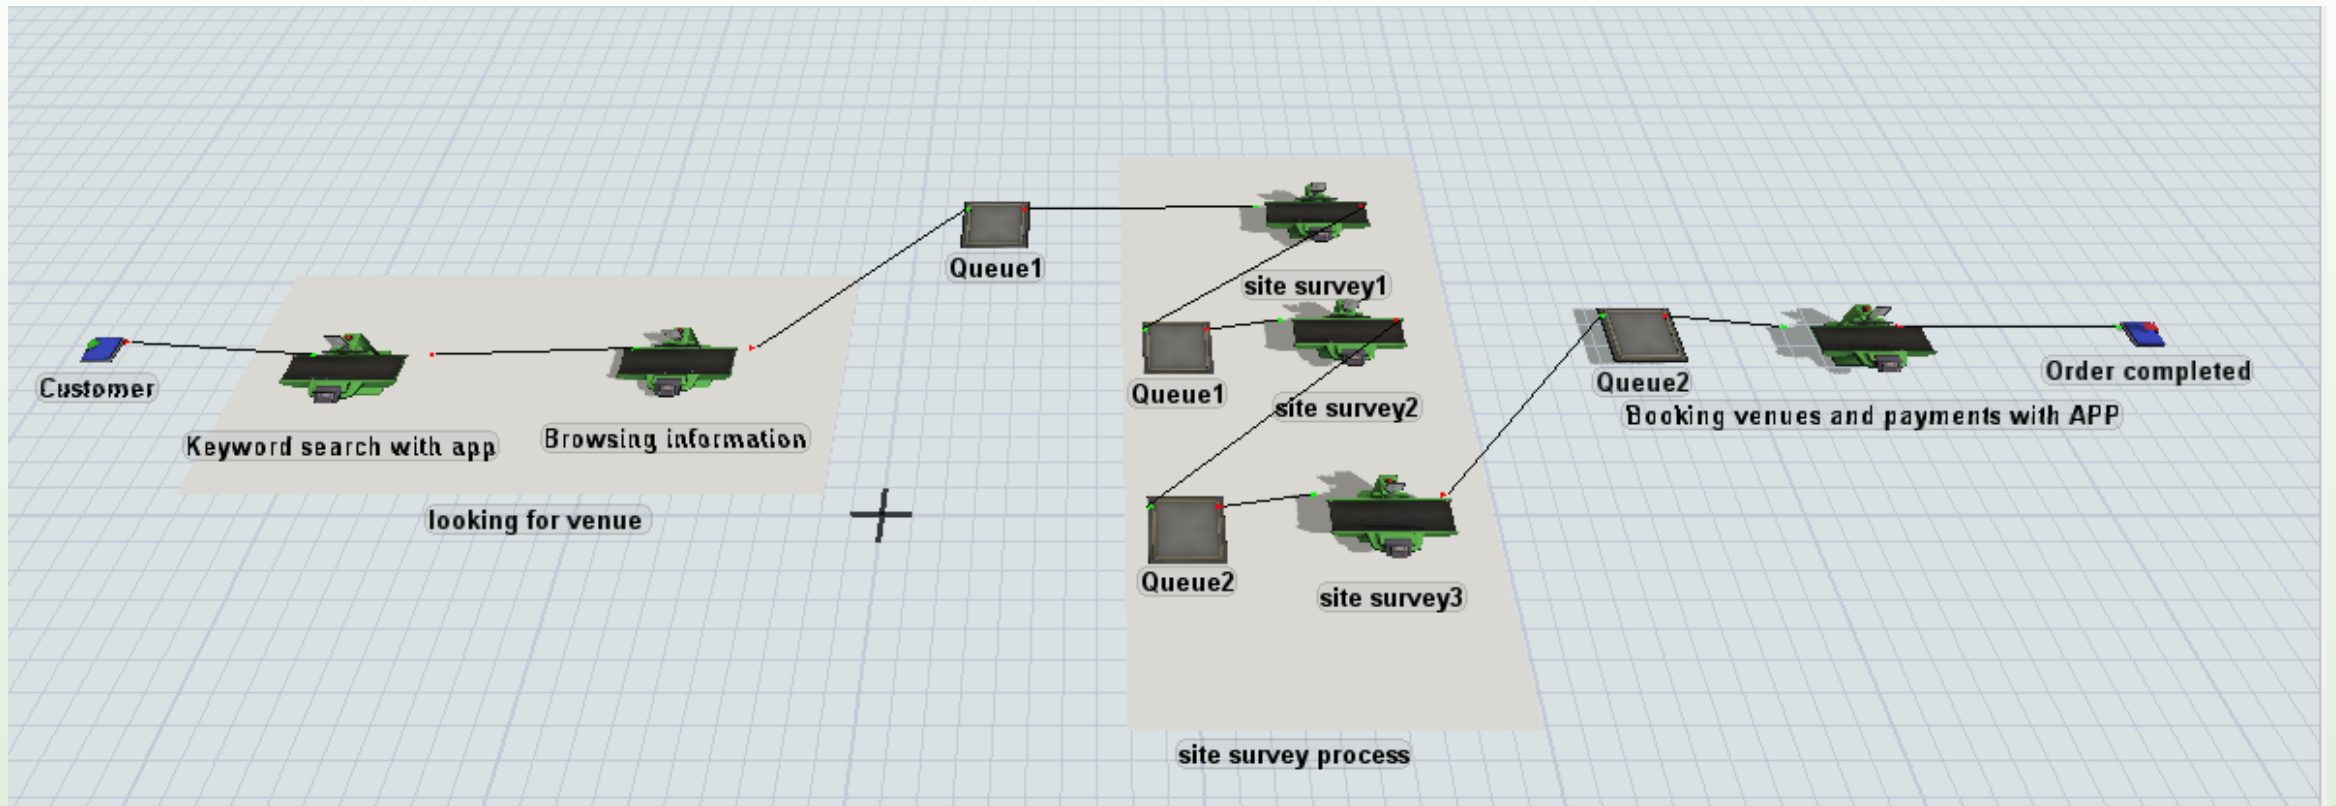 Customer
Keyword search with app
Browsing information
looking for venue
Queue1
site survey1
Queue1
site survey2
Queue2
site survey3
site survey process
Queue2
Booking venues and payments with APP
Order completed